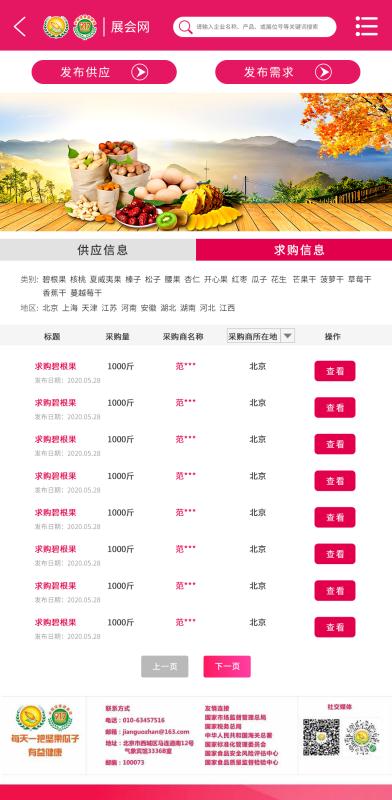 展会网
请输入企业名称、产品、或展位号等关键词搜索
发布供应
发布需求
供应信息
求购信息
类别: 碧根果 核桃 夏威夷果 榛子 松子 腰果 杏仁 开心果 红枣 瓜子 花生 芒果干 菠萝干 草莓干
香蕉干 蔓越莓干
地区: 北京 上海 天津 江苏 河南 安徽 湖北 湖南 河北 江西
标题 采购量 采购商名称 采购商所在地 操作
求购碧根果 1000斤 范*** 北京 查看
发布日期: 2020.05.28
求购碧根果 1000斤 范*** 北京 查看
发布日期: 2020.05.28
求购碧根果 1000斤 范*** 北京 查看
发布日期: 2020.05.28
求购碧根果 1000斤 范*** 北京 查看
发布日期: 2020.05.28
求购碧根果 1000斤 范*** 北京 查看
发布日期: 2020.05.28
求购碧根果 1000斤 范*** 北京 查看
发布日期: 2020.05.28
求购碧根果 1000斤 范*** 北京 查看
发布日期: 2020.05.28
求购碧根果 1000斤 范*** 北京 查看
发布日期: 2020.05.28
上一页
下一页
每天一把坚果瓜子
有益健康
联系方式
电话：010-63457516
邮箱：jianguozhan@163.com
地址：北京市西城区马连道南12号
气象宾馆3336B室
邮编：100073
友情连接
国家市场监督管理总局
国家税务总局
中华人民共和国海关总署
国家标准化管理委员会
国家食品安全风险评估中心
国家食品质量监督检验中心
社交媒体